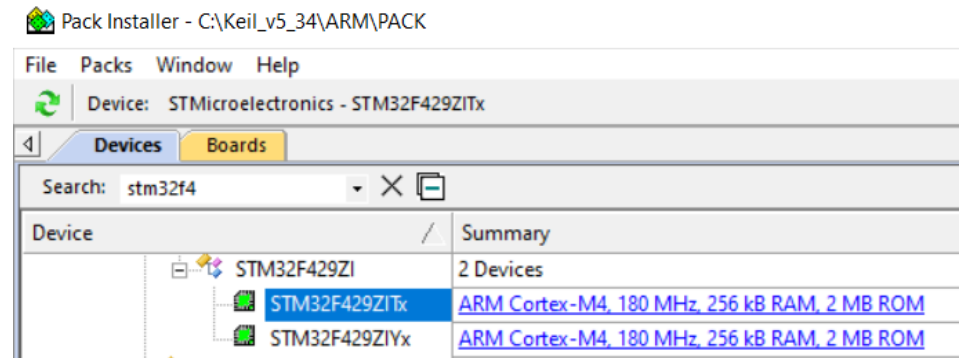 Pack Installer - C:\Keil_v5_34\ARM\PACK
File Packs Window Help
Device: STMicroelectronics - STM32F429ZITx
Devices Boards
Search: stm32f4
Device Summary
STM32F429ZI 2 Devices
STM32F429ZITx ARM Cortex-M4, 180 MHz, 256 kB RAM, 2 MB ROM
STM32F429ZIYx ARM Cortex-M4, 180 MHz, 256 kB RAM, 2 MB ROM